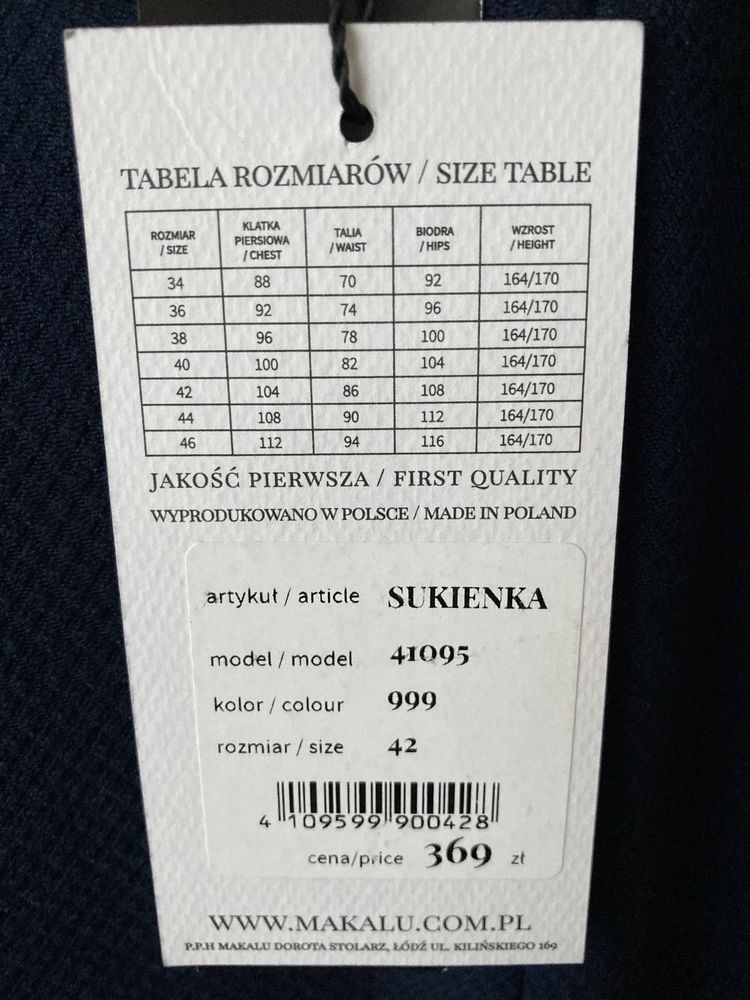 TABELA ROZMIARÓW / SIZE TABLE
ROZMIAR / SIZE KLATKA PIERSIOWA / CHEST TALIA / WAIST BIODRA / HIPS WZROST / HEIGHT
34 88 70 92 164/170
36 92 74 96 164/170
38 96 78 100 164/170
40 100 82 104 164/170
42 104 86 108 164/170
44 108 90 112 164/170
46 112 94 116 164/170
JAKOŚĆ PIERWSZA / FIRST QUALITY
WYPRODUKOWANO W POLSCE / MADE IN POLAND
artykuł / article SUKIENKA
model / model 41095
kolor / colour 999
rozmiar / size 42
4 109599 900428
cena/price 369 zł
WWW.MAKALU.COM.PL
P.P.H MAKALU DOROTA STOLARZ, ŁÓDŹ UL. KILIŃSKIEGO 169